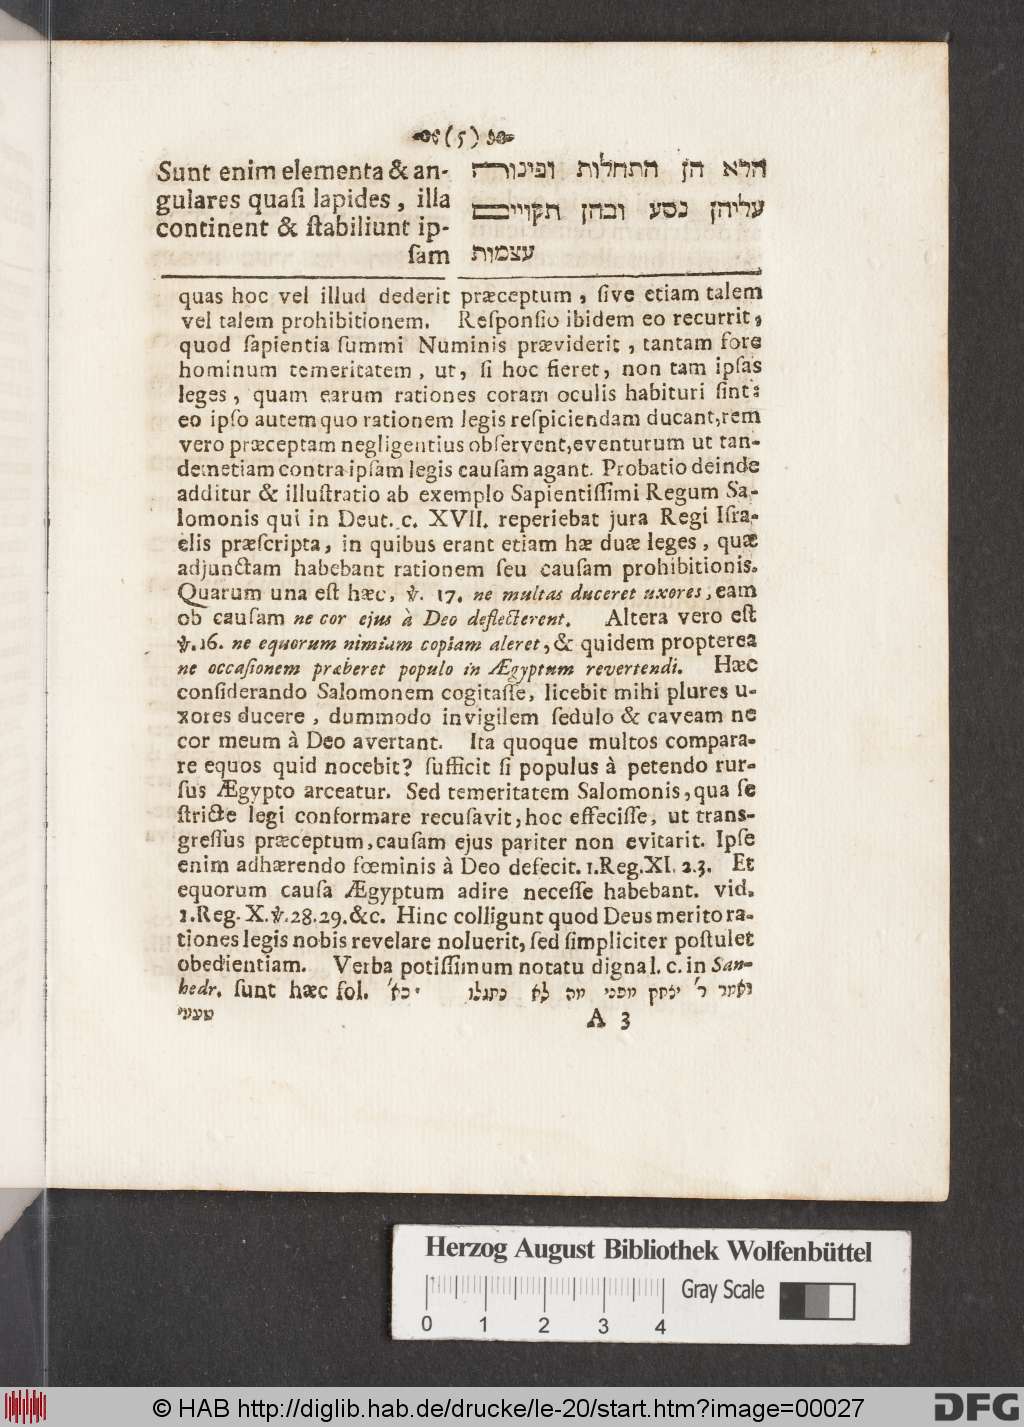 (5)
Sunt enim elementa & an-
gulares quasi lapides, illa
continent & stabiliunt ip-
sam
הלא הן התחלות ופינורה
עליהן נסע ובהן תקויים
עצמות
quas hoc vel illud dederit præceptum, sive etiam talem
vel talem prohibitionem. Responsio ibidem eo recurrit,
quod sapientia summi Numinis præviderit, tantam fore
hominum temeritatem, ut, si hoc fieret, non tam ipsas
leges, quam earum rationes coram oculis habituri sint:
eo ipso autem quo rationem legis respiciendam ducant, rem
vero præceptam negligentius observent, eventurum ut tan-
dem etiam contra ipsam legis causam agant. Probatio deinde
additur & illustratio ab exemplo Sapientissimi Regum Sa-
lomonis qui in Deut. c. XVII. reperiebat jura Regi Isra-
elis præscripta, in quibus erant etiam hæ duæ leges, quæ
adjunctam habebant rationem seu causam prohibitionis.
Quarum una est hæc, ℣. 17. ne multas duceret uxores, eam
ob causam ne cor ejus à Deo deflecterent. Altera vero est
℣. 16. ne equorum nimiam copiam aleret, & quidem propterea
ne occasionem præberet populo in Ægyptum revertendi. Hæc
considerando Salomonem cogitasse, licebit mihi plures u-
xores ducere, dummodo invigilem sedulo & caveam ne
cor meum à Deo avertant. Ita quoque multos compara-
re equos quid nocebit? sufficit si populus à petendo rur-
sus Ægypto arceatur. Sed temeritatem Salomonis, qua se
stricte legi conformare recusavit, hoc effecisse, ut trans-
gressus præceptum, causam ejus pariter non evitarit. Ipse
enim adhærendo fœminis à Deo defecit. 1. Reg. XI. 2. 3. Et
equorum causa Ægyptum adire necesse habebant. vid.
1. Reg. X. ℣. 28. 29. &c. Hinc colligunt quod Deus merito ra-
tiones legis nobis revelare noluerit, sed simpliciter postulet
obedientiam. Verba potissimum notatu digna l. c. in San-
hedr. sunt hæc fol. ואמר ר׳ יצחק מפני מה לא נתגלו
A 3
Herzog August Bibliothek Wolfenbüttel
0 1 2 3 4
Gray Scale
© HAB http://diglib.hab.de/drucke/le-20/start.htm?image=00027
DFG